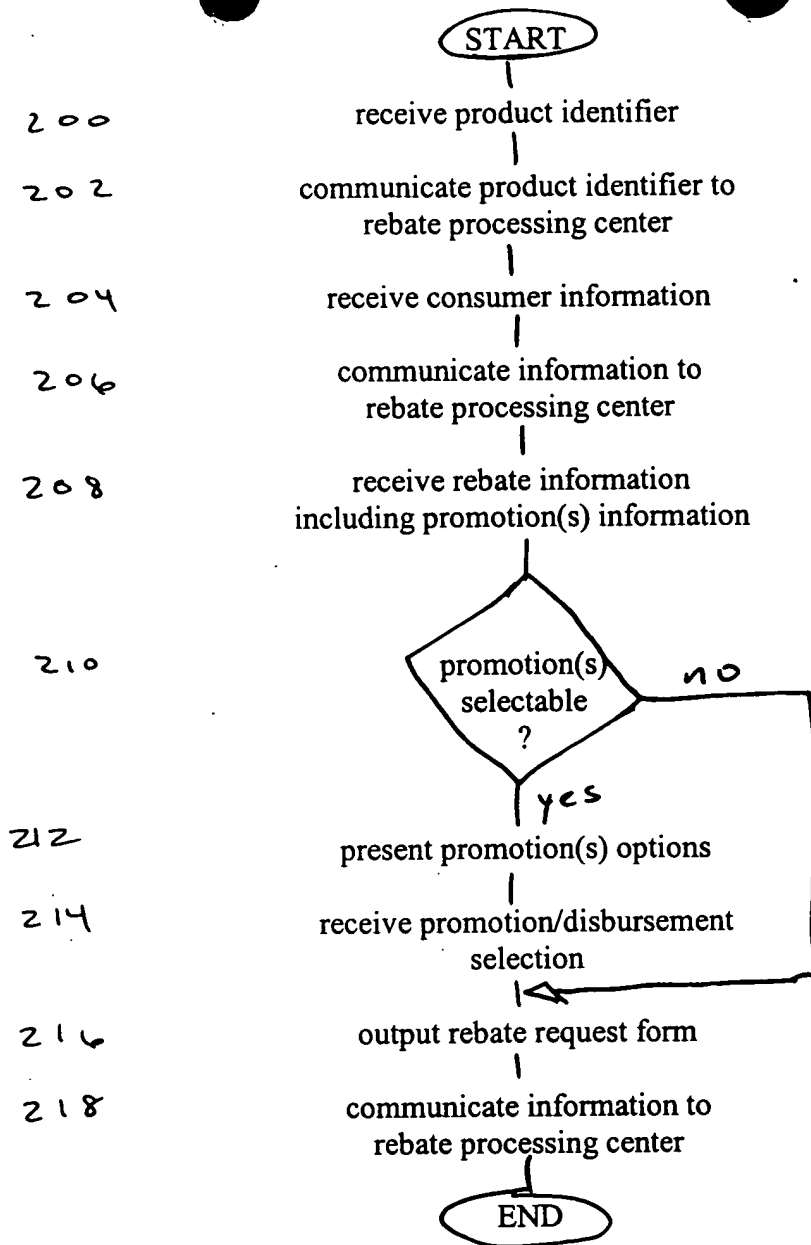 START
200 receive product identifier
202 communicate product identifier to
rebate processing center
204 receive consumer information
206 communicate information to
rebate processing center
208 receive rebate information
including promotion(s) information
210 promotion(s) no
selectable
?
yes
212 present promotion(s) options
214 receive promotion/disbursement
selection
216 output rebate request form
218 communicate information to
rebate processing center
END